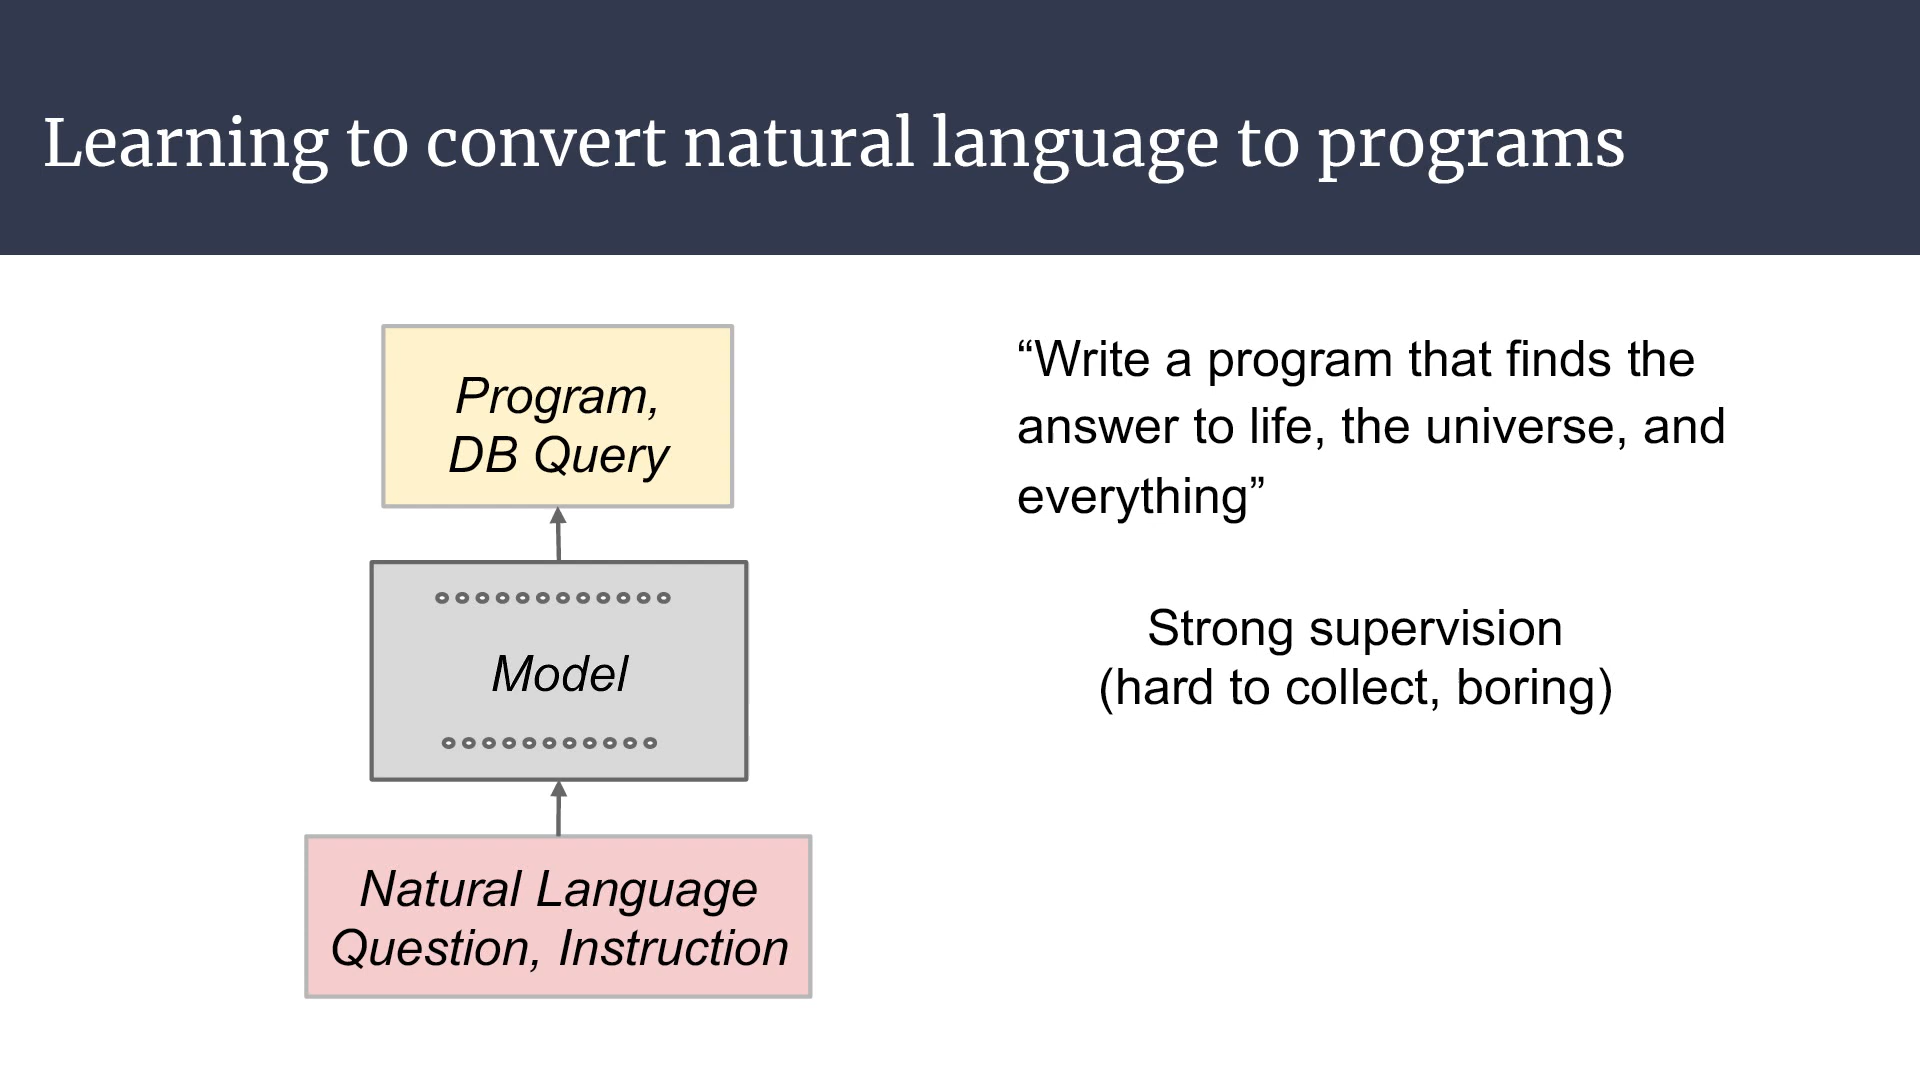 Learning to convert natural language to programs
Program,
DB Query
Model
Natural Language
Question, Instruction
“Write a program that finds the
answer to life, the universe, and
everything”
Strong supervision
(hard to collect, boring)